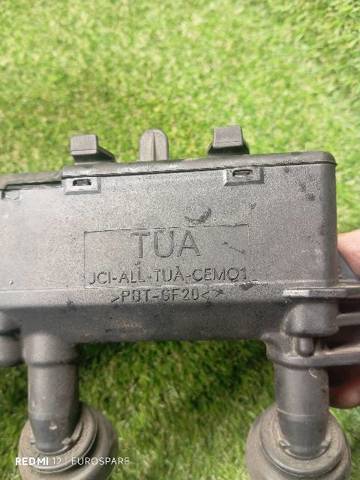 TUA
JCI-ALL-TUA-CEM01
>PBT-GF20<
REDMI 12 | EUROSPARE